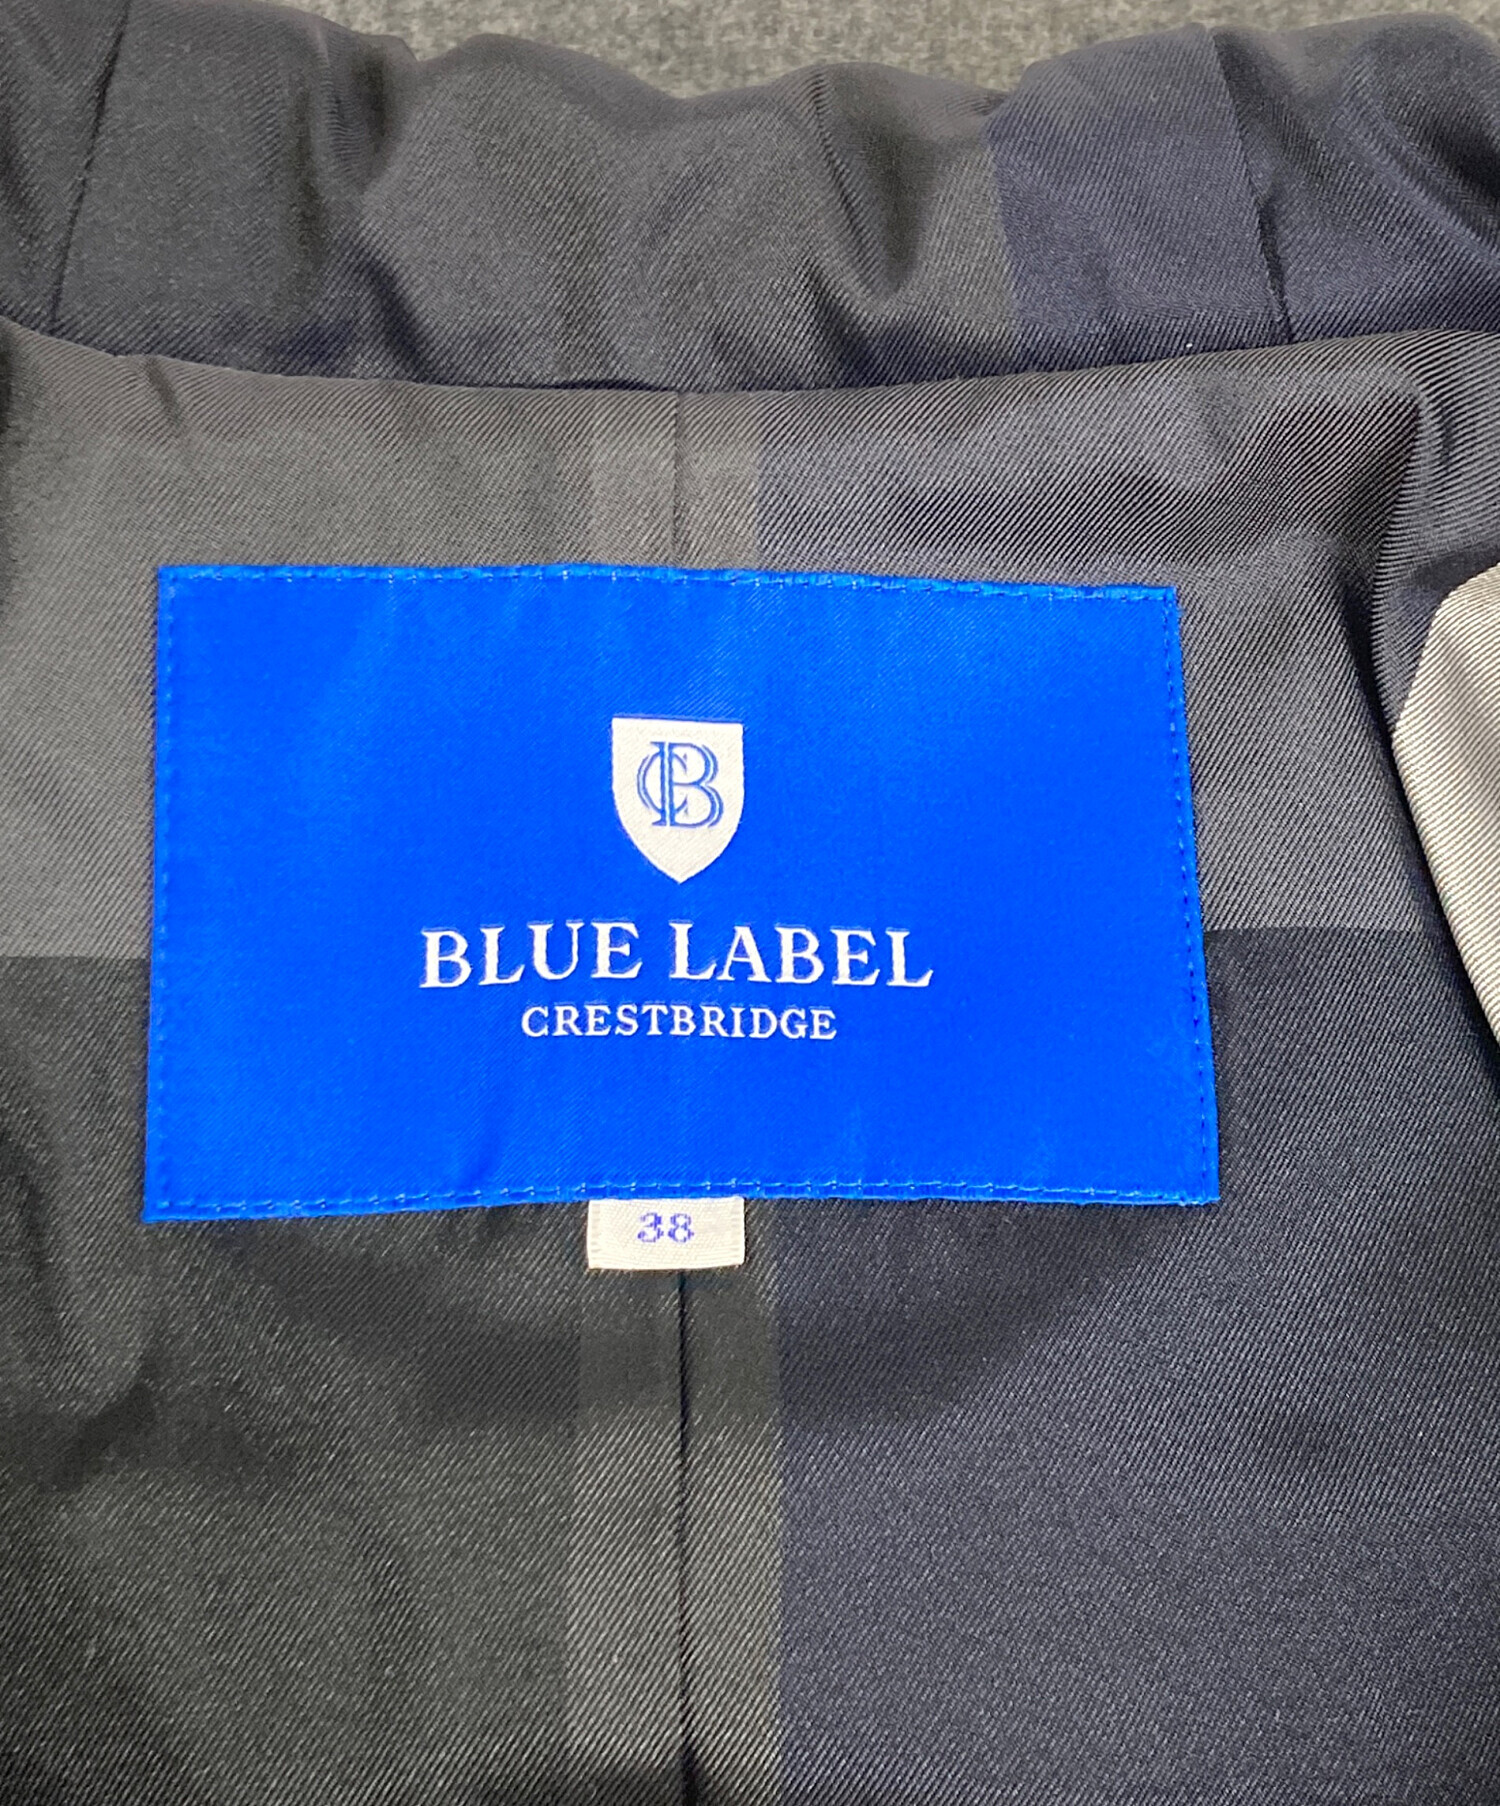 CB
BLUE LABEL
CRESTBRIDGE
38